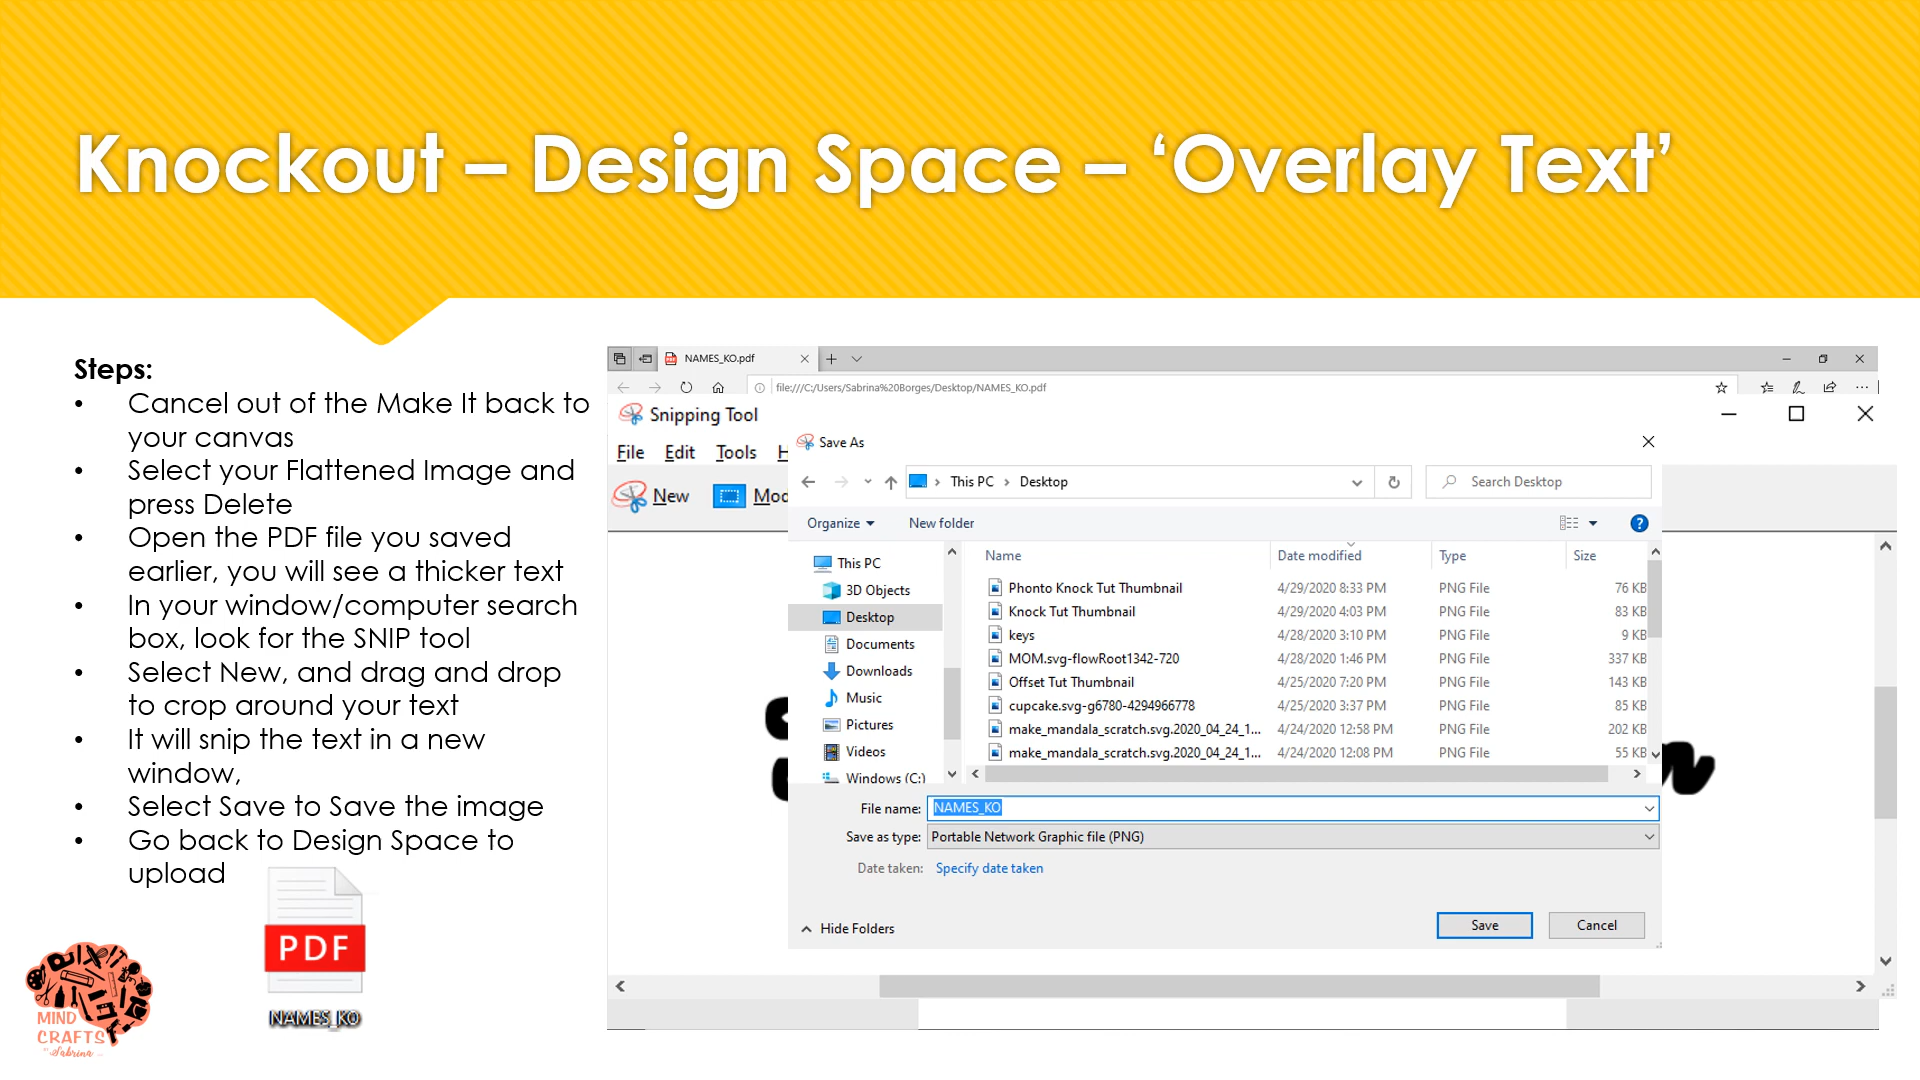 Knockout – Design Space – ‘Overlay Text’
Steps:
• Cancel out of the Make It back to
your canvas
• Select your Flattened Image and
press Delete
• Open the PDF file you saved
earlier, you will see a thicker text
• In your window/computer search
box, look for the SNIP tool
• Select New, and drag and drop
to crop around your text
• It will snip the text in a new
window,
• Select Save to Save the image
• Go back to Design Space to
upload
PDF
NAMES_KO
MIND
CRAFTS
Sabrina
NAMES_KO.pdf
file:///C:/Users/Sabrina%20Borges/Desktop/NAMES_KO.pdf
Snipping Tool
File Edit Tools H
New Mod
Save As
This PC › Desktop
Search Desktop
Organize New folder
This PC
3D Objects
Desktop
Documents
Downloads
Music
Pictures
Videos
Windows (C:)
Name Date modified Type Size
Phonto Knock Tut Thumbnail 4/29/2020 8:33 PM PNG File 76 KB
Knock Tut Thumbnail 4/29/2020 4:03 PM PNG File 83 KB
keys 4/28/2020 3:10 PM PNG File 9 KB
MOM.svg-flowRoot1342-720 4/28/2020 1:46 PM PNG File 337 KB
Offset Tut Thumbnail 4/25/2020 7:20 PM PNG File 143 KB
cupcake.svg-g6780-4294966778 4/25/2020 3:37 PM PNG File 85 KB
make_mandala_scratch.svg.2020_04_24_1... 4/24/2020 12:58 PM PNG File 202 KB
make_mandala_scratch.svg.2020_04_24_1... 4/24/2020 12:08 PM PNG File 55 KB
File name: NAMES_KO
Save as type: Portable Network Graphic file (PNG)
Date taken: Specify date taken
Hide Folders
Save Cancel